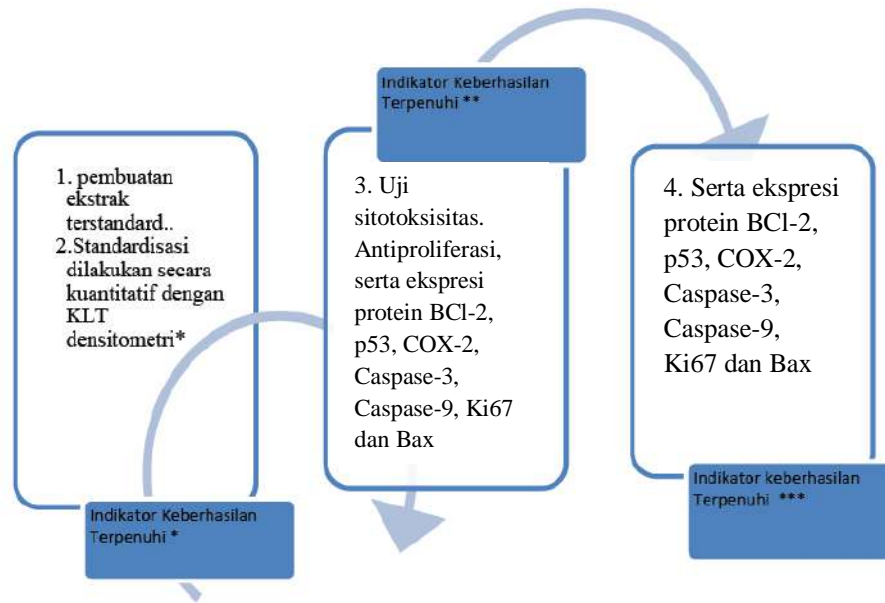 1. pembuatan
ekstrak
terstandard..
2.Standardisasi
dilakukan secara
kuantitatif dengan
KLT
densitometri*
Indikator Keberhasilan
Terpenuhi *
Indikator Keberhasilan
Terpenuhi **
3. Uji
sitotoksisitas.
Antiproliferasi,
serta ekspresi
protein BCl-2,
p53, COX-2,
Caspase-3,
Caspase-9, Ki67
dan Bax
4. Serta ekspresi
protein BCl-2,
p53, COX-2,
Caspase-3,
Caspase-9,
Ki67 dan Bax
Indikator keberhasilan
Terpenuhi ***